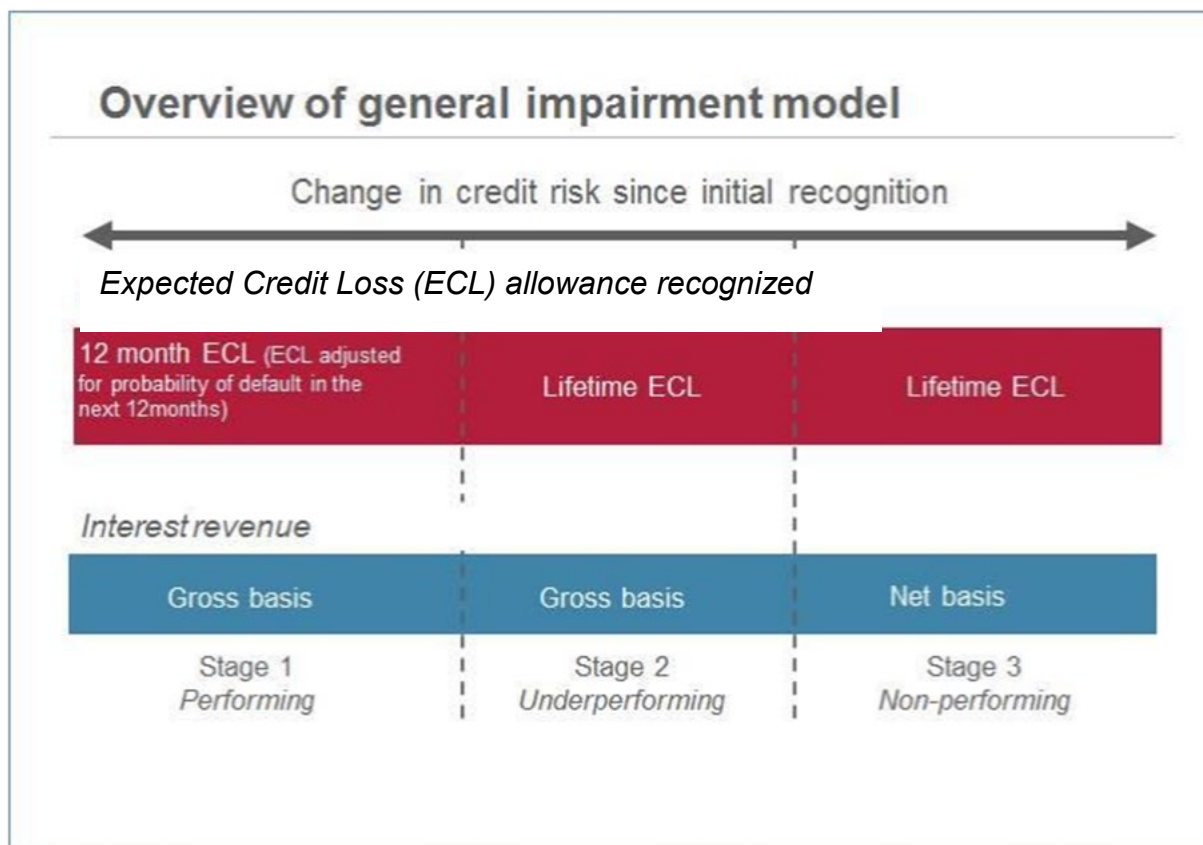 Overview of general impairment model
Change in credit risk since initial recognition
Expected Credit Loss (ECL) allowance recognized
12 month ECL (ECL adjusted
for probability of default in the
next 12months)
Lifetime ECL
Lifetime ECL
Interest revenue
Gross basis
Gross basis
Net basis
Stage 1
Performing
Stage 2
Underperforming
Stage 3
Non-performing